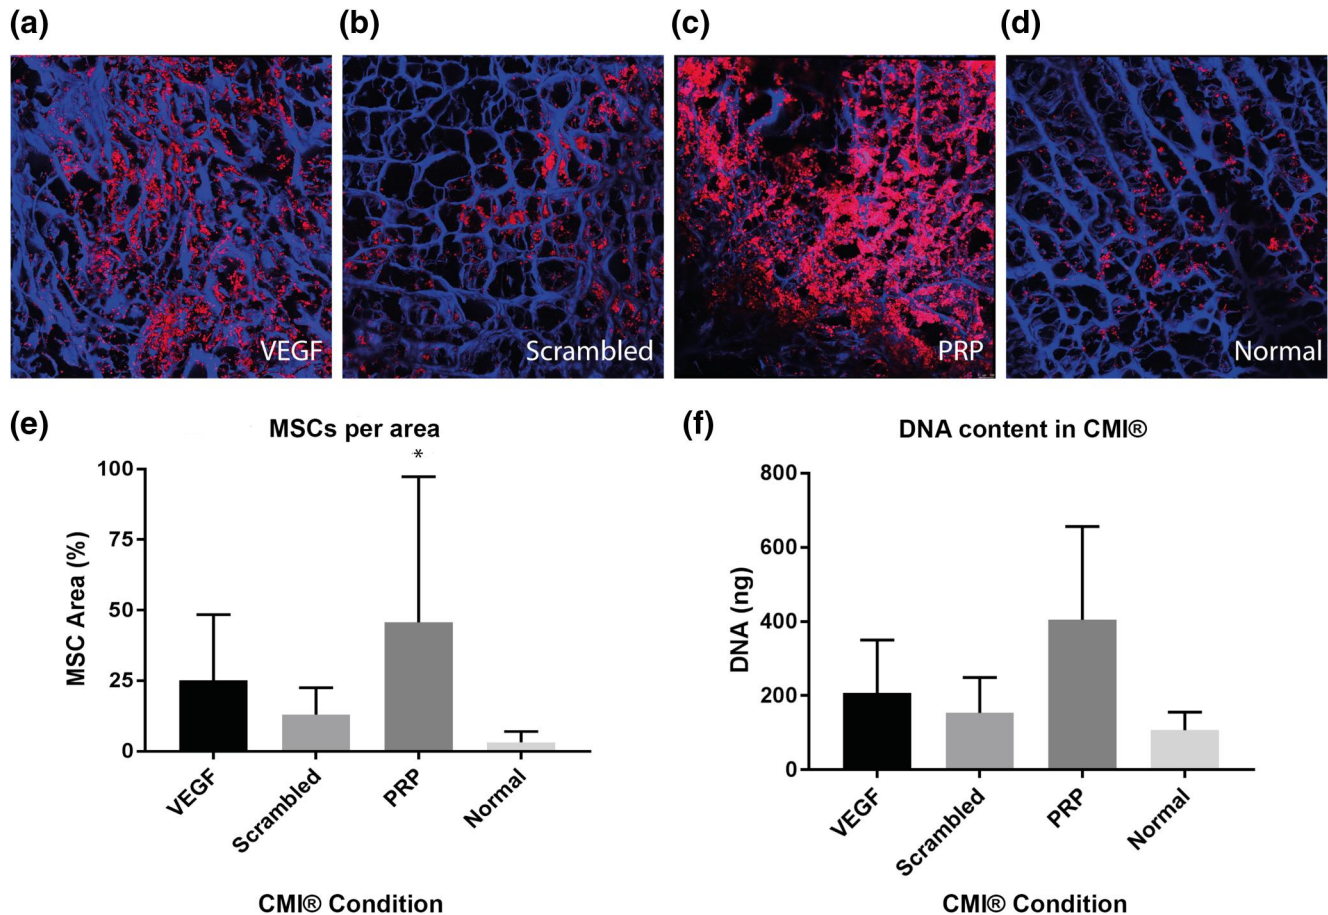 (a) (b) (c) (d)
VEGF Scrambled PRP Normal
(e) MSCs per area
*
100
75
50
25
0
MSC Area (%)
VEGF
Scrambled
PRP
Normal
CMI® Condition
(f) DNA content in CMI®
800
600
400
200
0
DNA (ng)
VEGF
Scrambled
PRP
Normal
CMI® Condition